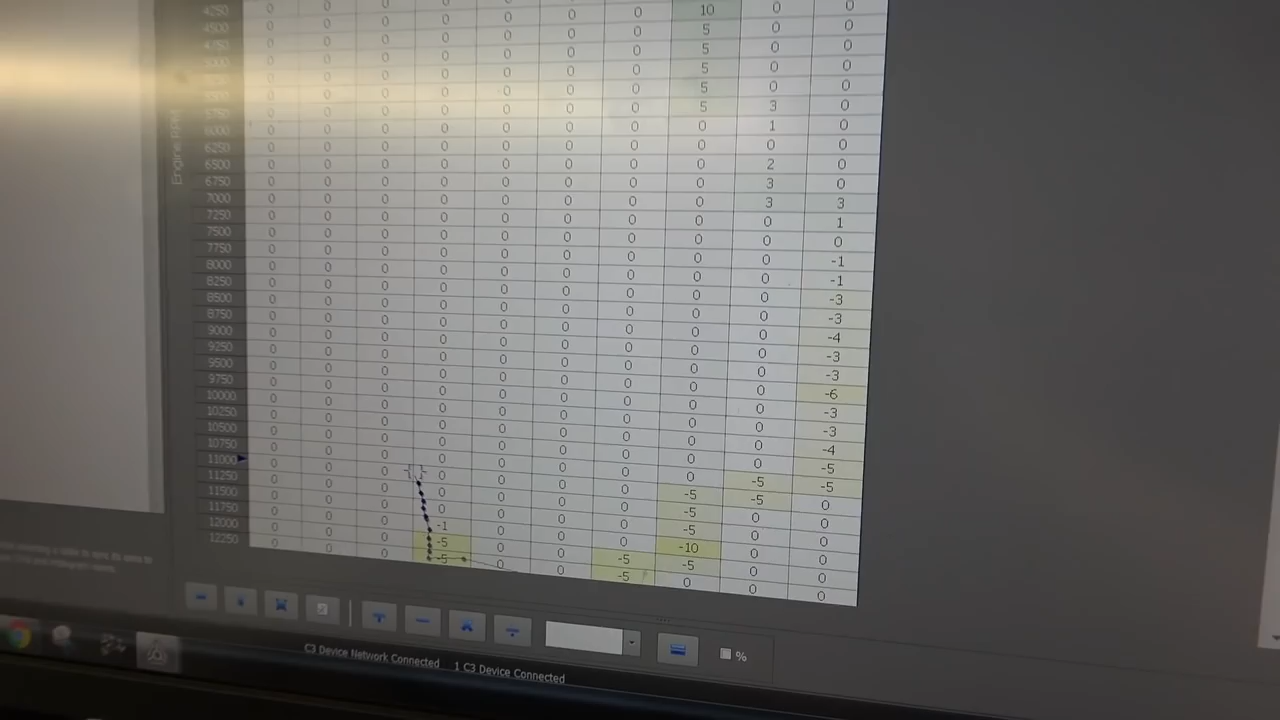 4250 0 0 0 0 0 0 0
4500 0 0 0 0 0 0 0 10 0 0
4750 0 0 0 0 0 0 0 5 0 0
5000 0 0 0 0 0 0 0 5 0 0
0 0 0 0 0 0 0 5 0 0
0 0 0 0 0 0 0 5 0 0
5750 0 0 0 0 0 0 0 5 3 0
6000 0 0 0 0 0 0 0 0 1 0
6250 0 0 0 0 0 0 0 0 0 0
6500 0 0 0 0 0 0 0 0 2 0
6750 0 0 0 0 0 0 0 0 3 0
7000 0 0 0 0 0 0 0 0 3 3
7250 0 0 0 0 0 0 0 0 0 1
7500 0 0 0 0 0 0 0 0 0 0
7750 0 0 0 0 0 0 0 0 0 -1
8000 0 0 0 0 0 0 0 0 0 -1
8250 0 0 0 0 0 0 0 0 0 -3
8500 0 0 0 0 0 0 0 0 0 -3
8750 0 0 0 0 0 0 0 0 0 -4
9000 0 0 0 0 0 0 0 0 0 -3
9250 0 0 0 0 0 0 0 0 0 -3
9500 0 0 0 0 0 0 0 0 0 -6
9750 0 0 0 0 0 0 0 0 0 -3
10000 0 0 0 0 0 0 0 0 0 -3
10250 0 0 0 0 0 0 0 0 0 -4
10500 0 0 0 0 0 0 0 0 0 -5
10750 0 0 0 0 0 0 0 0 -5 -5
11000 0 0 0 0 0 0 0 -5 -5 0
11250 0 0 0 0 0 0 0 -5 0 0
11500 0 0 0 0 0 0 0 -5 0 0
11750 0 0 0 -1 0 0 0 -10 0 0
12000 0 0 0 -5 0 0 -5 -5 0 0
12250 0 0 0 -5 0 0 -5 0 0 0
Engine RPM
%
C3 Device Network Connected 1 C3 Device Connected